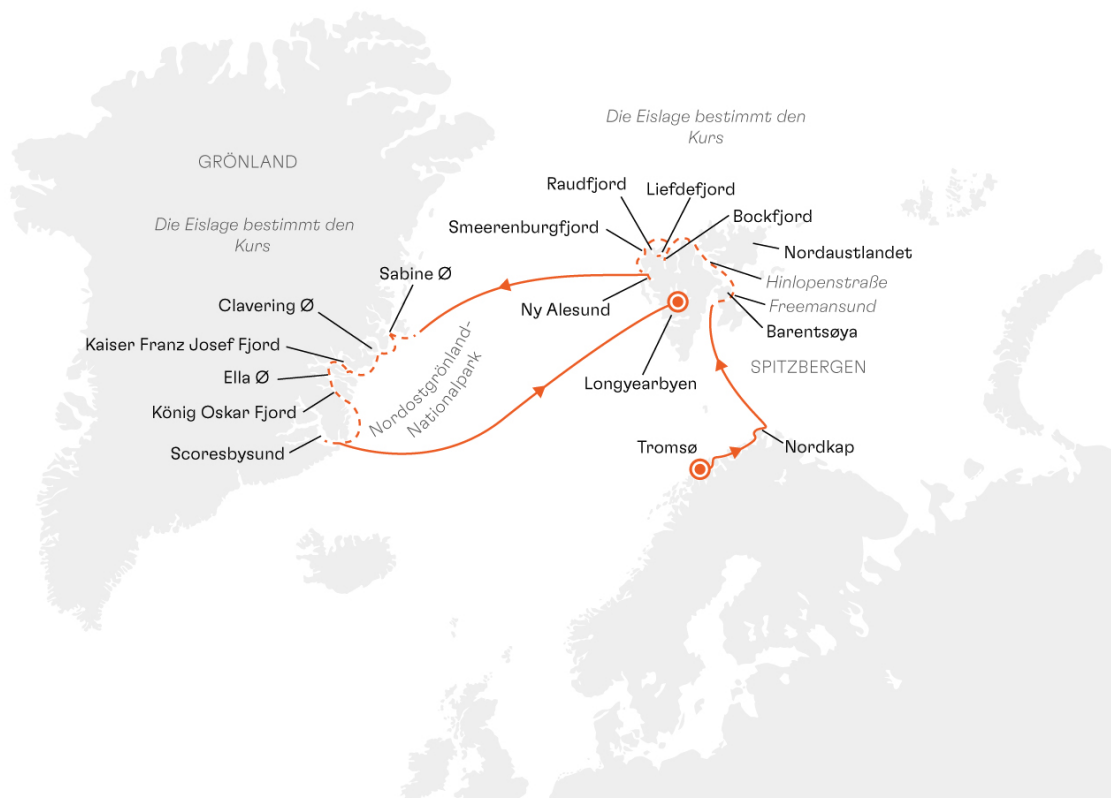 Die Eislage bestimmt den
Kurs
GRÖNLAND
Raudfjord
Liefdefjord
Bockfjord
Smeerenburgfjord
Die Eislage bestimmt den
Kurs
Nordaustlandet
Sabine Ø
Hinlopenstraße
Clavering Ø
Ny Alesund
Freemansund
Barentsøya
Kaiser Franz Josef Fjord
Nordostgrönland-
Nationalpark
SPITZBERGEN
Ella Ø
Longyearbyen
König Oskar Fjord
Scoresbysund
Tromsø
Nordkap